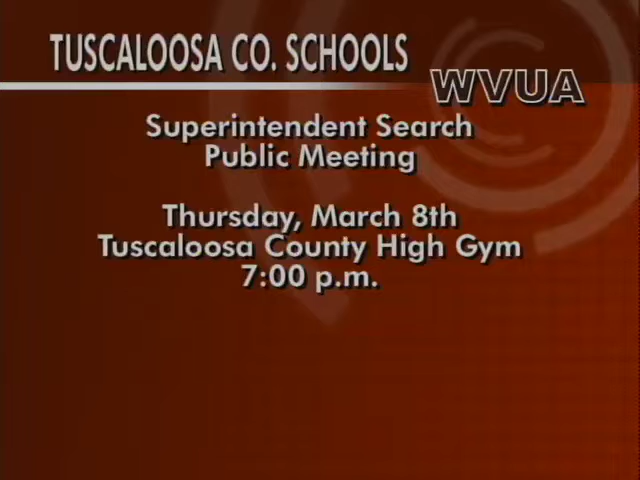 TUSCALOOSA CO. SCHOOLS
WVUA
Superintendent Search
Public Meeting
Thursday, March 8th
Tuscaloosa County High Gym
7:00 p.m.